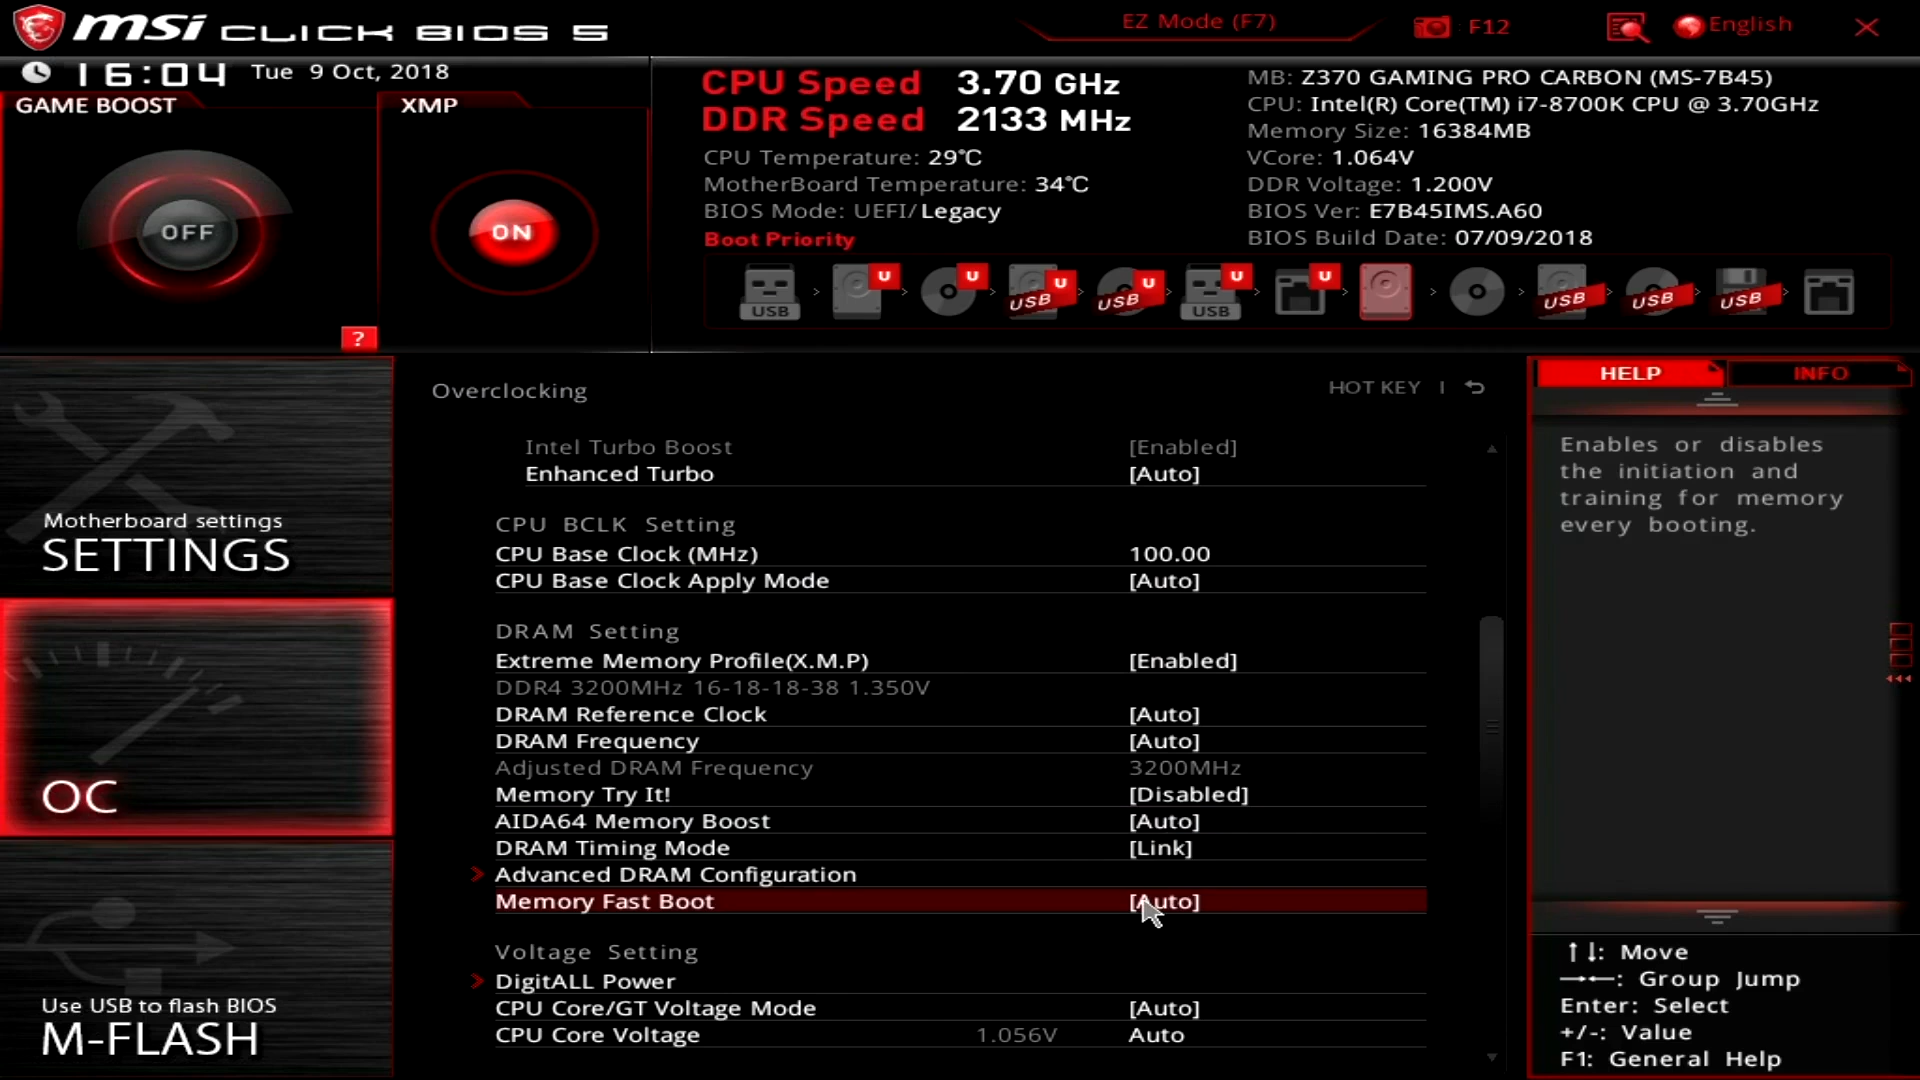 msi CLICK BIOS 5
EZ Mode (F7)
F12
English
16:04 Tue 9 Oct, 2018
GAME BOOST
XMP
OFF
ON
?
CPU Speed 3.70 GHz
DDR Speed 2133 MHz
CPU Temperature: 29℃
MotherBoard Temperature: 34℃
BIOS Mode: UEFI/Legacy
Boot Priority
MB: Z370 GAMING PRO CARBON (MS-7B45)
CPU: Intel(R) Core(TM) i7-8700K CPU @ 3.70GHz
Memory Size: 16384MB
VCore: 1.064V
DDR Voltage: 1.200V
BIOS Ver: E7B45IMS.A60
BIOS Build Date: 07/09/2018
USB > U > U > U USB > U USB > U USB > U > > > USB > USB > USB >
Motherboard settings
SETTINGS
OC
Use USB to flash BIOS
M-FLASH
Overclocking
HOT KEY |
Intel Turbo Boost [Enabled]
Enhanced Turbo [Auto]
CPU BCLK Setting
CPU Base Clock (MHz) 100.00
CPU Base Clock Apply Mode [Auto]
DRAM Setting
Extreme Memory Profile(X.M.P) [Enabled]
DDR4 3200MHz 16-18-18-38 1.350V
DRAM Reference Clock [Auto]
DRAM Frequency [Auto]
Adjusted DRAM Frequency 3200MHz
Memory Try It! [Disabled]
AIDA64 Memory Boost [Auto]
DRAM Timing Mode [Link]
> Advanced DRAM Configuration
Memory Fast Boot [Auto]
Voltage Setting
> DigitALL Power
CPU Core/GT Voltage Mode [Auto]
CPU Core Voltage 1.056V Auto
HELP
INFO
Enables or disables
the initiation and
training for memory
every booting.
↑↓: Move
→←: Group Jump
Enter: Select
+/-: Value
F1: General Help